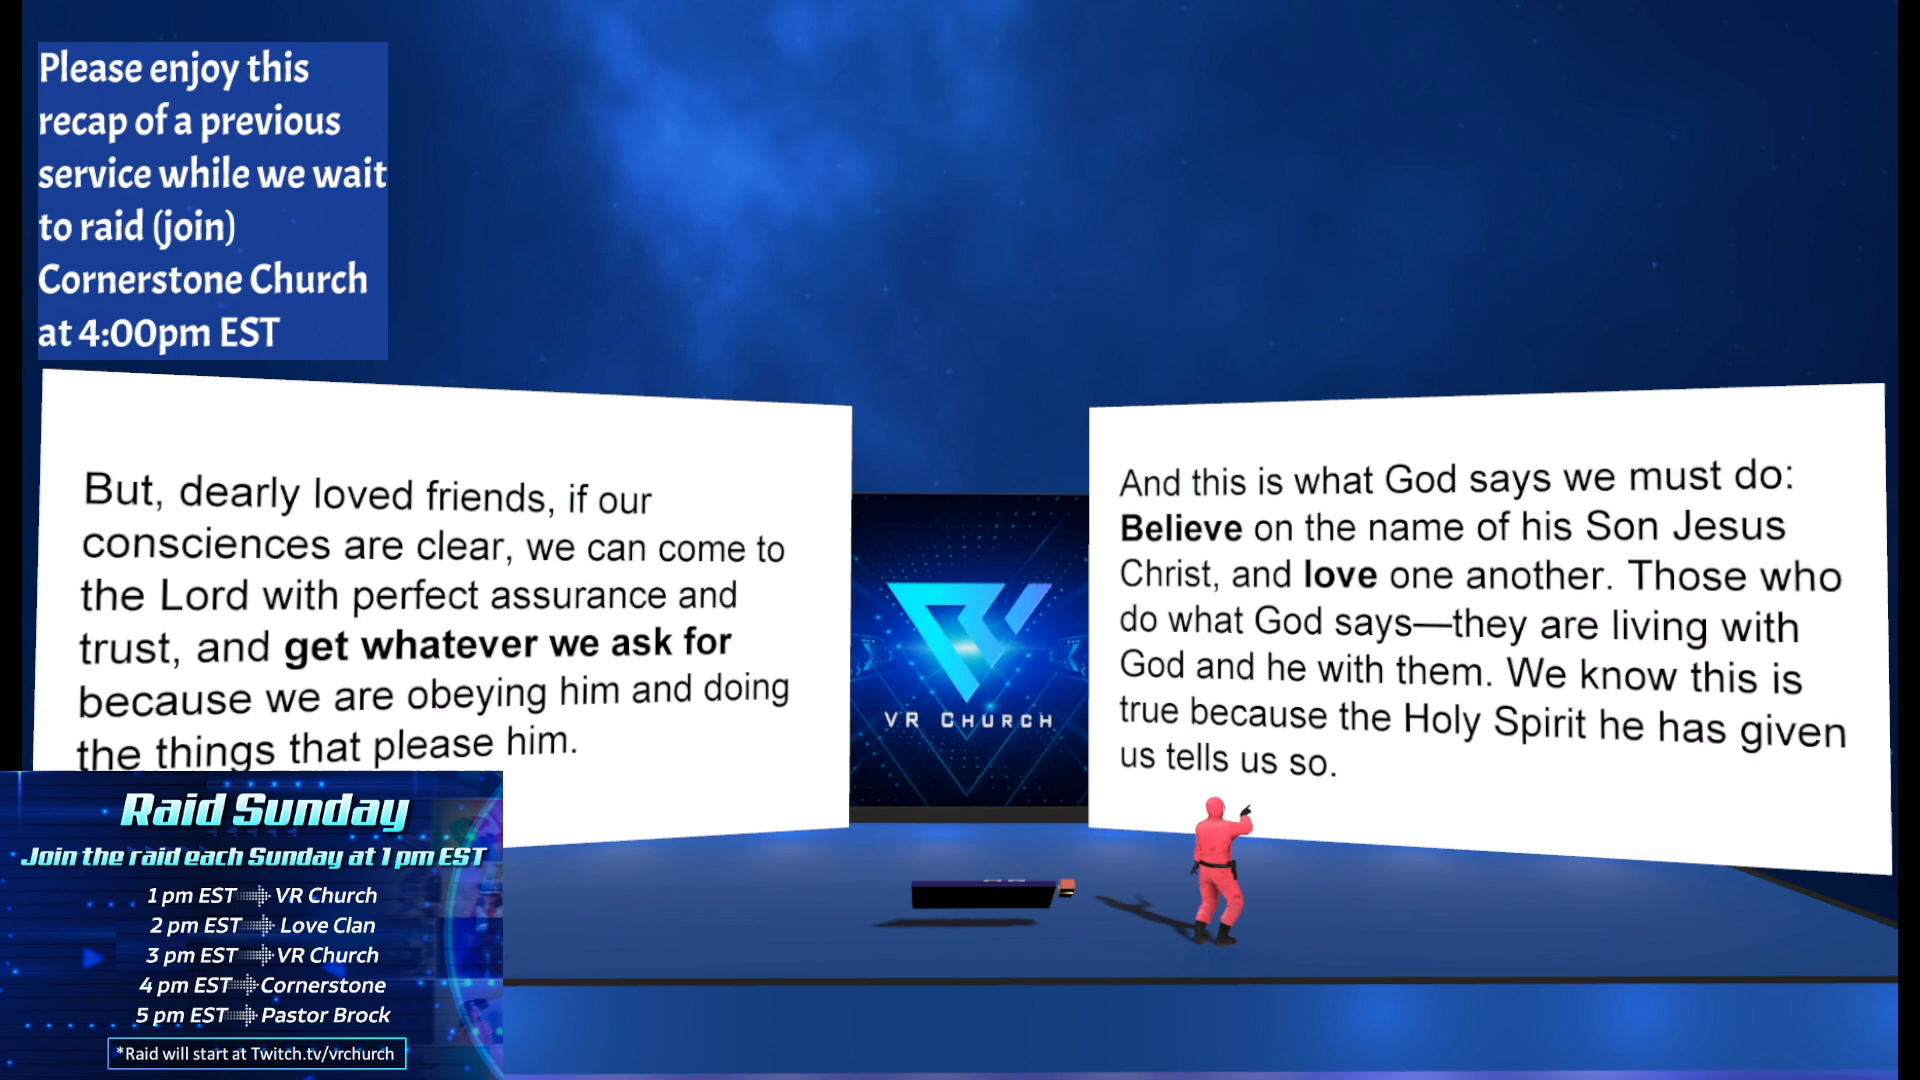 Please enjoy this
recap of a previous
service while we wait
to raid (join)
Cornerstone Church
at 4:00pm EST
But, dearly loved friends, if our
consciences are clear, we can come to
the Lord with perfect assurance and
trust, and get whatever we ask for
because we are obeying him and doing
the things that please him.
VR CHURCH
And this is what God says we must do:
Believe on the name of his Son Jesus
Christ, and love one another. Those who
do what God says—they are living with
God and he with them. We know this is
true because the Holy Spirit he has given
us tells us so.
Raid Sunday
Join the raid each Sunday at 1 pm EST
1 pm EST VR Church
2 pm EST Love Clan
3 pm EST VR Church
4 pm EST Cornerstone
5 pm EST Pastor Brock
*Raid will start at Twitch.tv/vrchurch